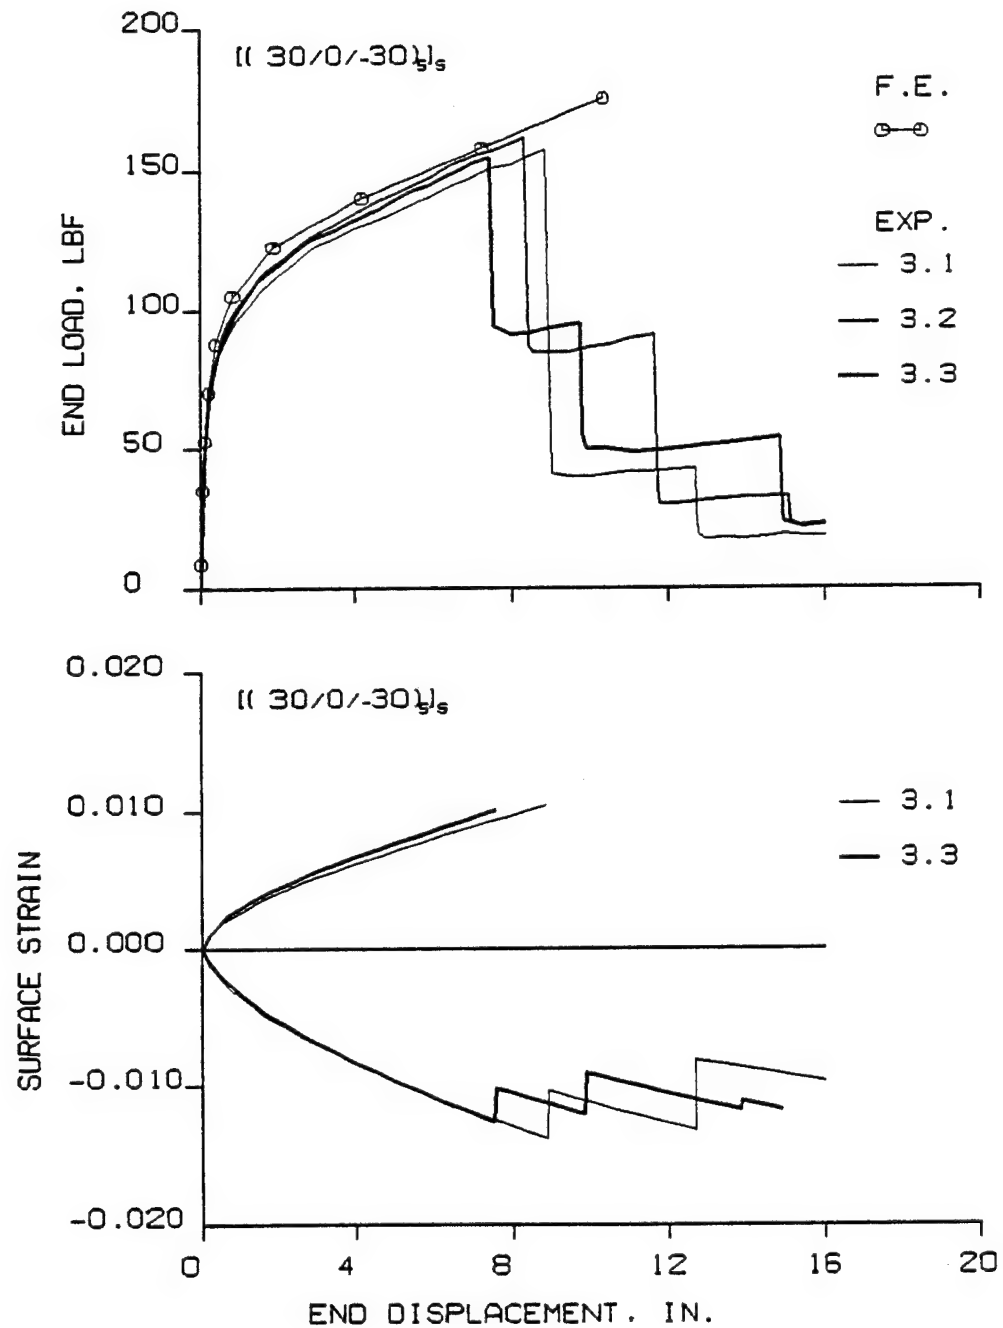 200
[( 30/0/-30)₅]ₛ
F.E.
150
EXP.
3.1
100
3.2
3.3
50
0
END LOAD, LBF
0.020
[( 30/0/-30)₅]ₛ
0.010
3.1
3.3
0.000
-0.010
-0.020
SURFACE STRAIN
0 4 8 12 16 20
END DISPLACEMENT, IN.